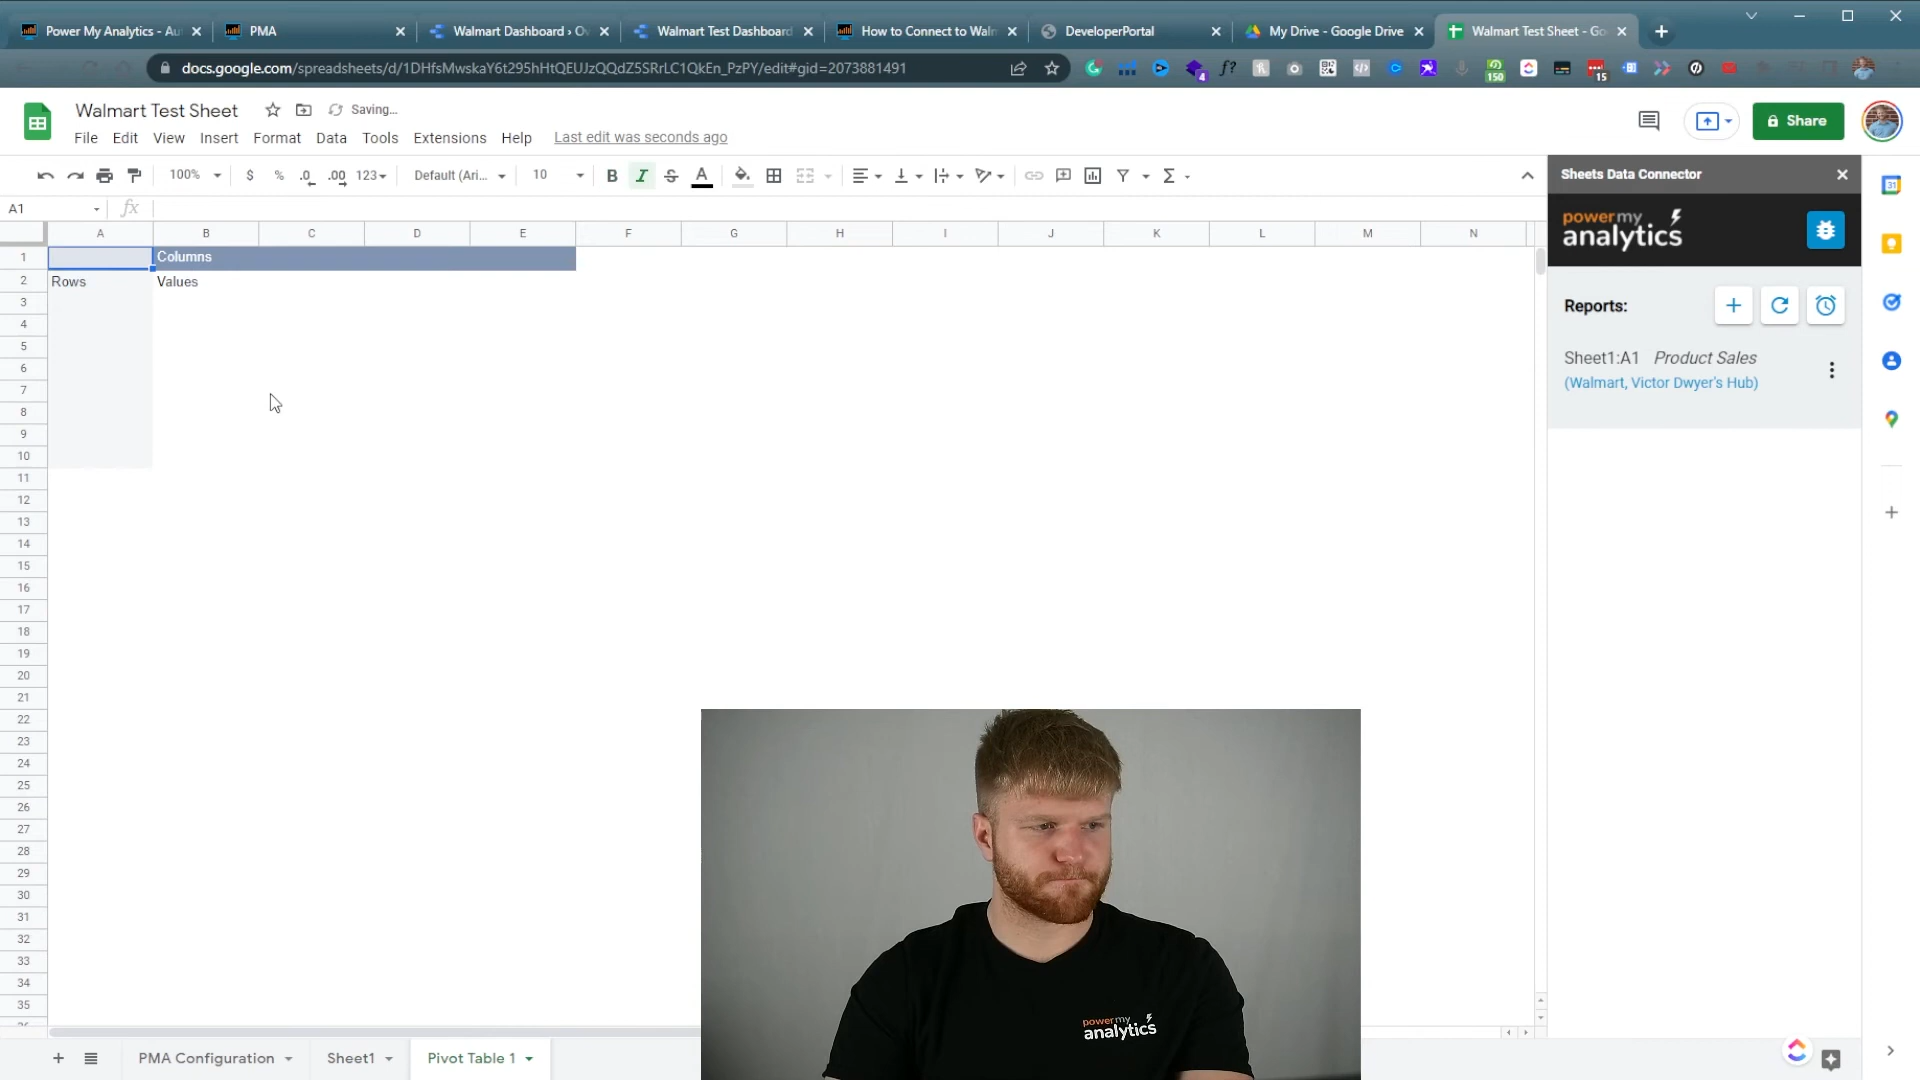 Power My Analytics - Au
PMA
Walmart Dashboard › Ov
Walmart Test Dashboard
How to Connect to Waln
DeveloperPortal
My Drive - Google Drive
Walmart Test Sheet - Go
docs.google.com/spreadsheets/d/1DHfsMwskaY6t295hHtQEUJzQQdZ5SRrLC1QkEn_PzPY/edit#gid=2073881491
4
150
15
Walmart Test Sheet
Saving...
File Edit View Insert Format Data Tools Extensions Help
Last edit was seconds ago
Share
100%
$ % .0 .00 123
Default (Ari...
10
B I S A
Σ
A1
fx
A B C D E F G H I J K L M N
1 Columns
2 Rows Values
3
4
5
6
7
8
9
10
11
12
13
14
15
16
17
18
19
20
21
22
23
24
25
26
27
28
29
30
31
32
33
34
35
Sheets Data Connector
powermy
analytics
Reports:
Sheet1:A1 Product Sales
(Walmart, Victor Dwyer's Hub)
31
powermy
analytics
PMA Configuration
Sheet1
Pivot Table 1